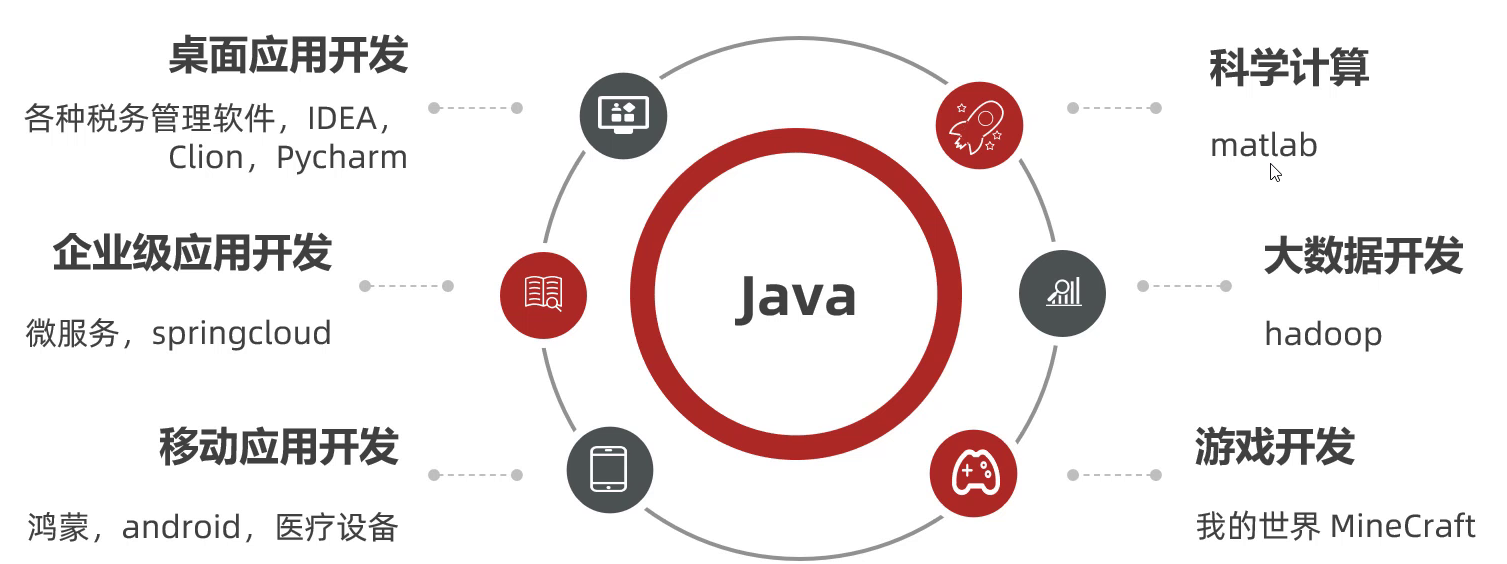 桌面应用开发
各种税务管理软件，IDEA，
Clion，Pycharm
企业级应用开发
微服务，springcloud
移动应用开发
鸿蒙，android，医疗设备
Java
科学计算
matlab
大数据开发
hadoop
游戏开发
我的世界 MineCraft